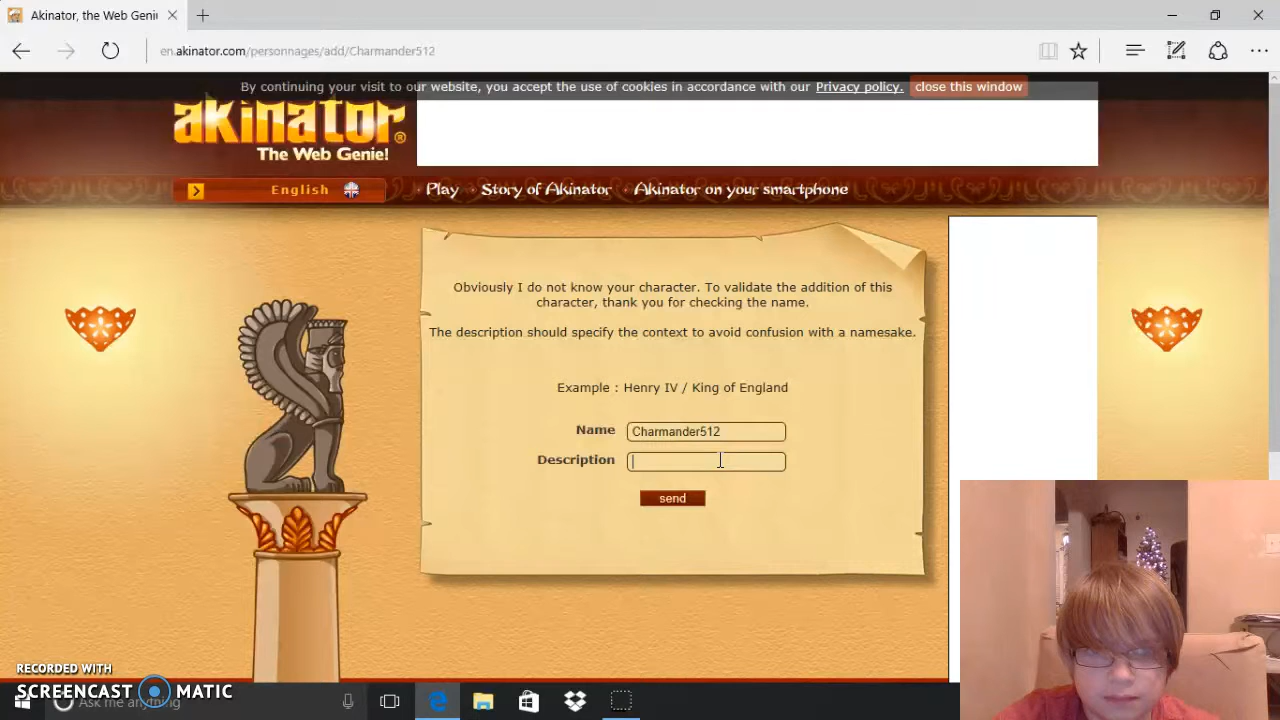 Akinator, the Web Geni
en.akinator.com/personnages/add/Charmander512
By continuing your visit to our website, you accept the use of cookies in accordance with our Privacy policy. close this window
akinator®
The Web Genie!
English
Play · Story of Akinator · Akinator on your smartphone
Obviously I do not know your character. To validate the addition of this
character, thank you for checking the name.
The description should specify the context to avoid confusion with a namesake.
Example : Henry IV / King of England
Name Charmander512
Description
send
RECORDED WITH
SCREENCAST MATIC
Ask me anything